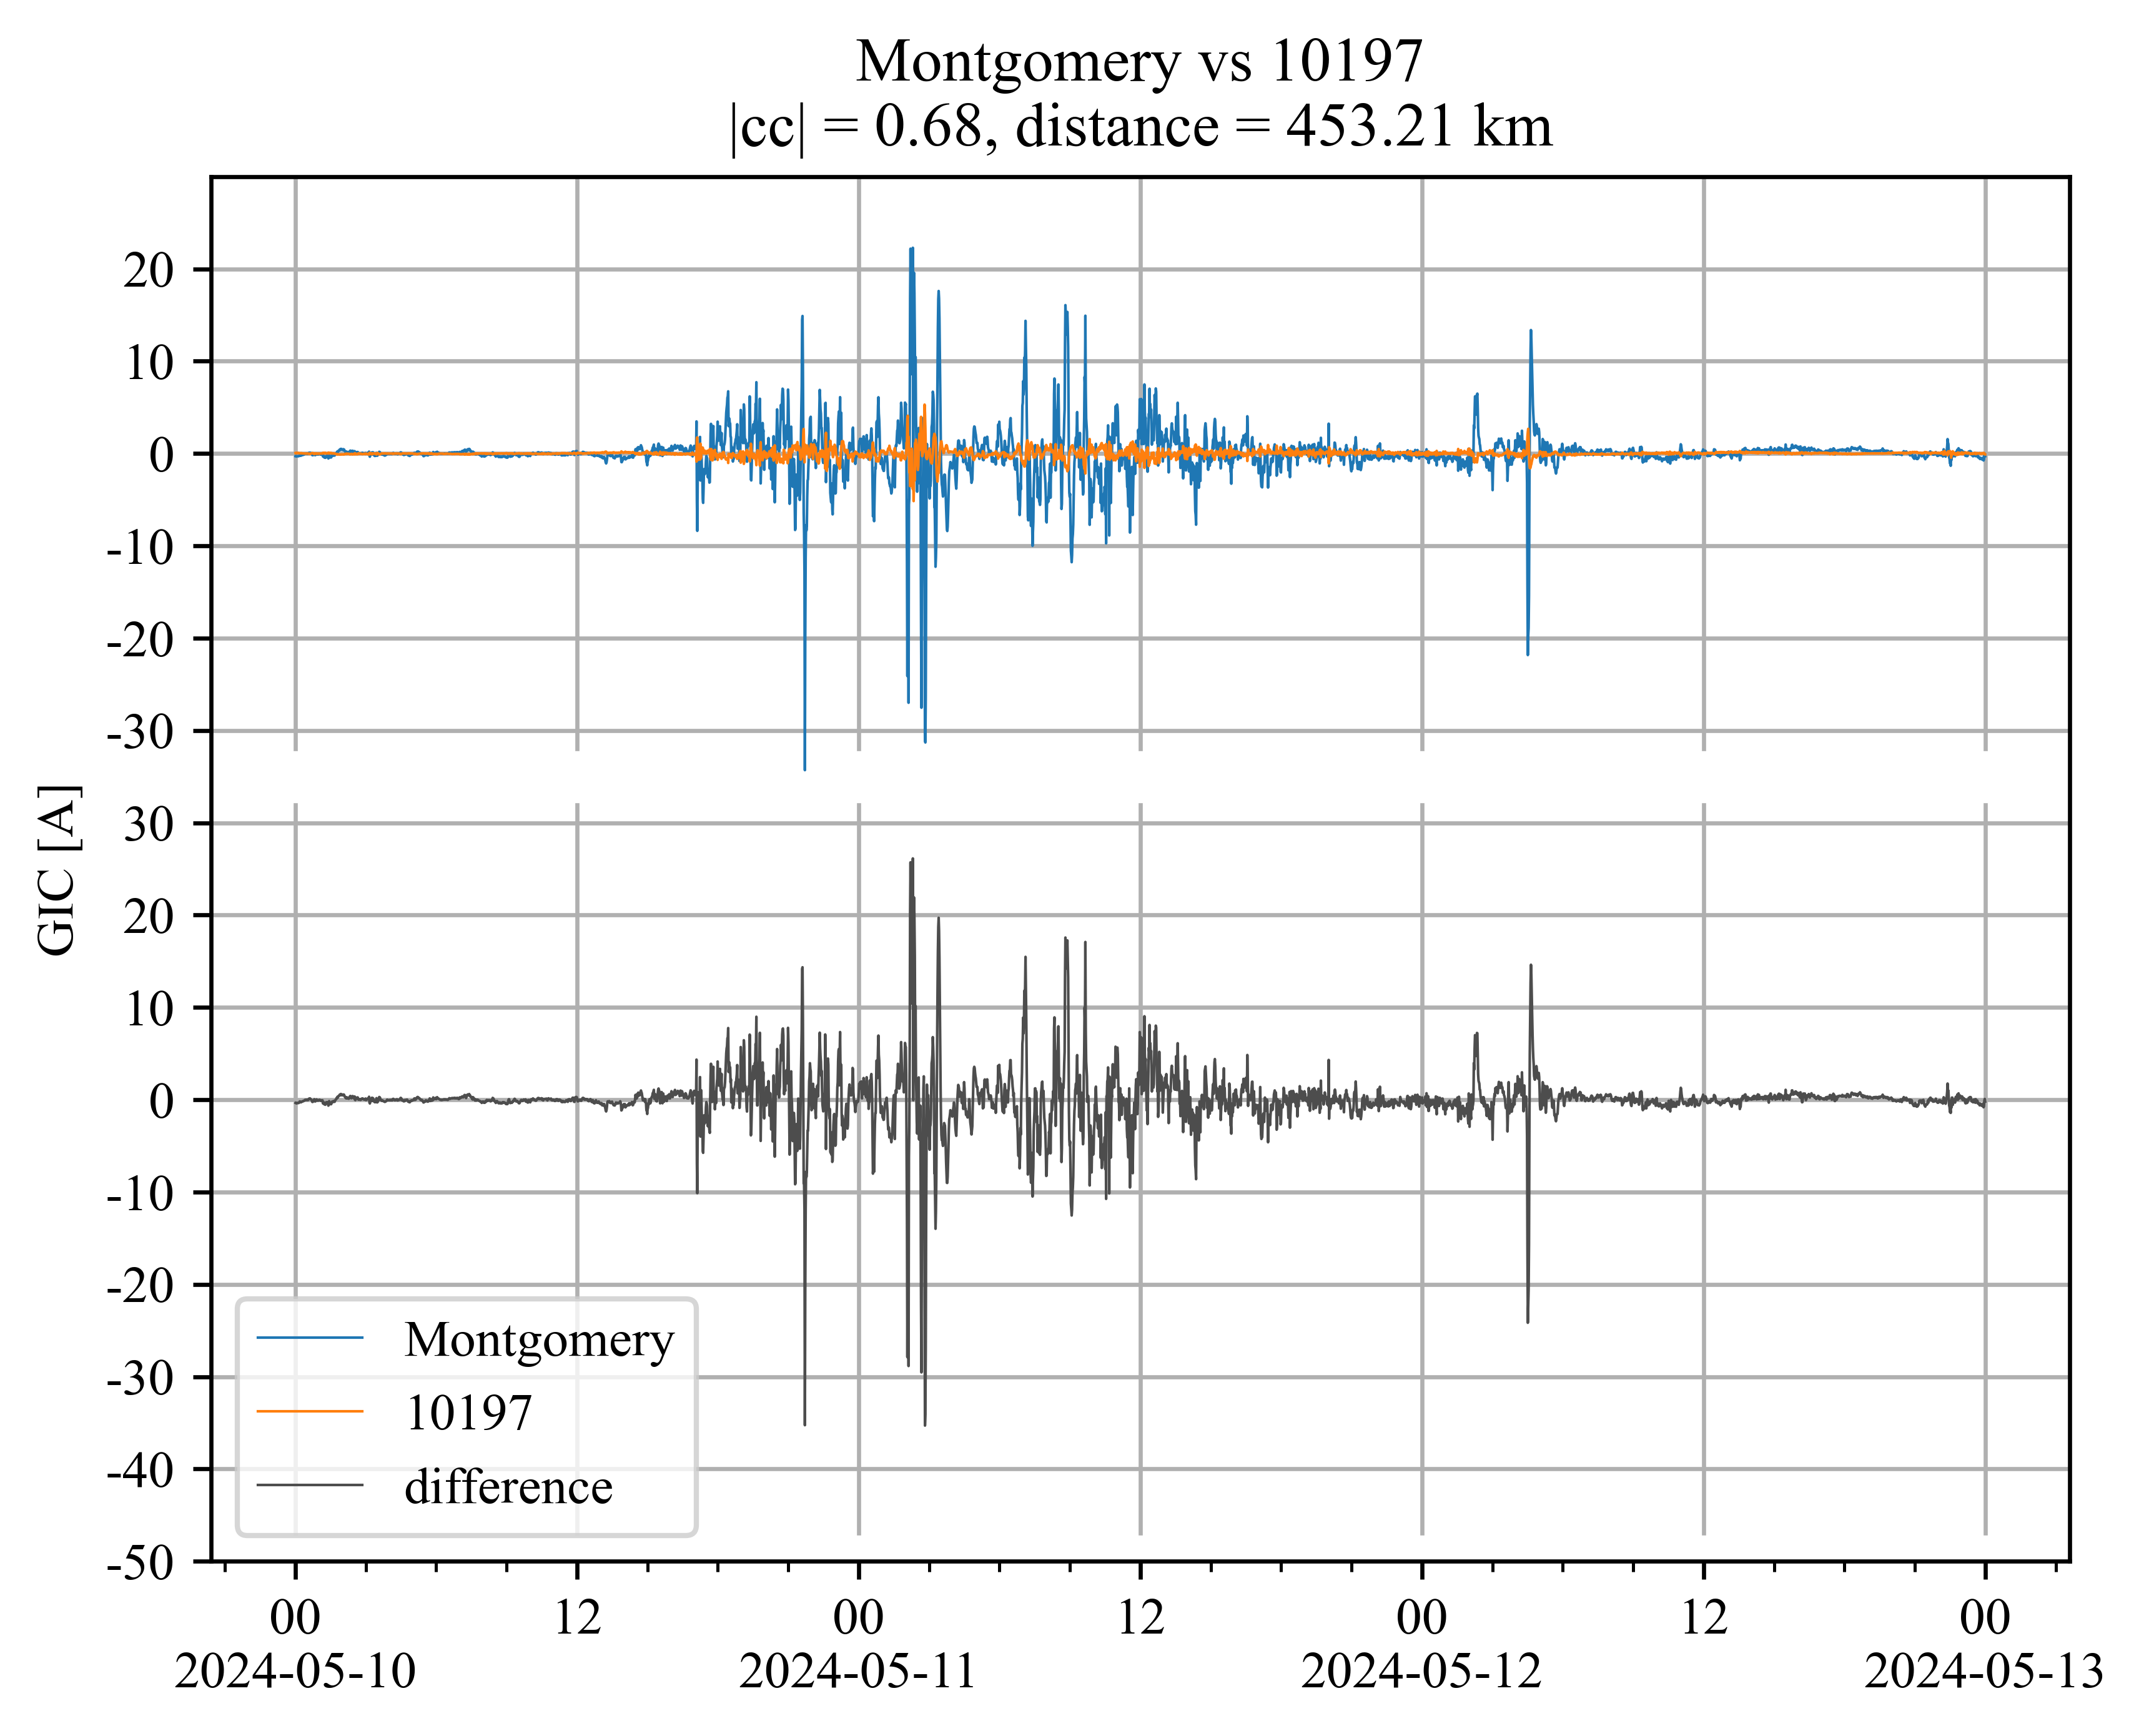 Montgomery vs 10197
|cc| = 0.68, distance = 453.21 km
20
10
0
-10
-20
-30
30
20
10
0
-10
-20
-30
-40
-50
GIC [A]
Montgomery
10197
difference
00 12 00 12 00 12 00
2024-05-10 2024-05-11 2024-05-12 2024-05-13